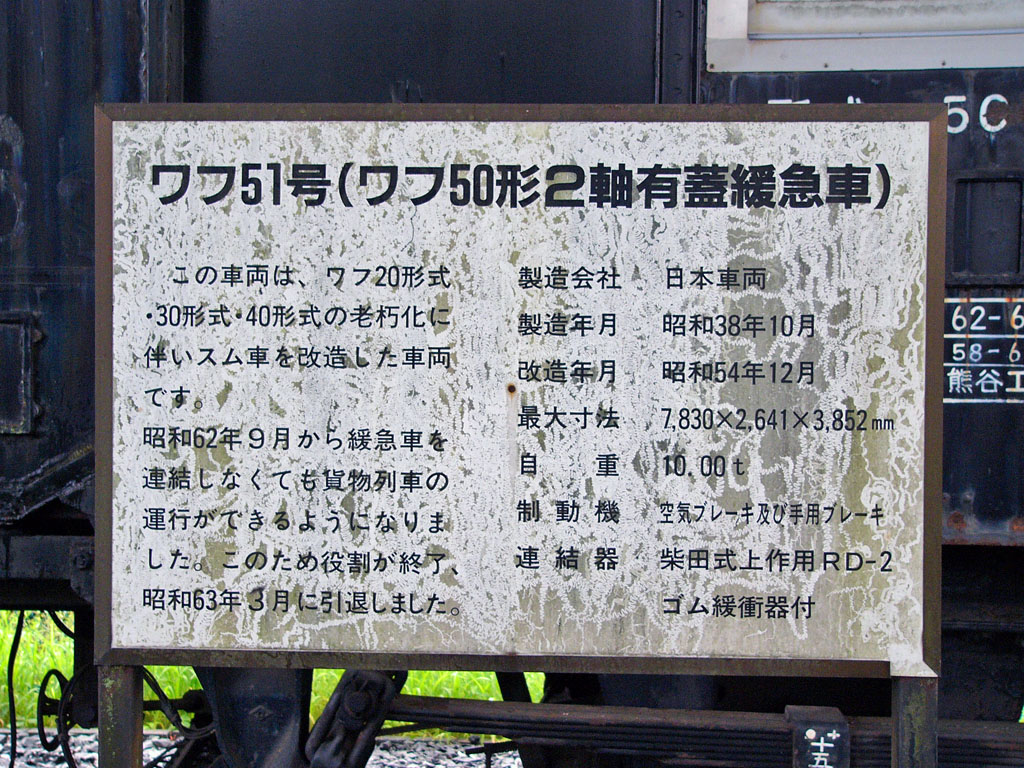 5C
ワフ51号(ワフ50形2軸有蓋緩急車)
この車両は、ワフ20形式
・30形式・40形式の老朽化に
伴いスム車を改造した車両
です。
昭和62年9月から緩急車を
連結しなくても貨物列車の
運行ができるようになりま
した。このため役割が終了、
昭和63年3月に引退しました。
製造会社 日本車両
製造年月 昭和38年10月
改造年月 昭和54年12月
最大寸法 7,830×2,641×3,852mm
自重 10.00t
制動機 空気ブレーキ及び手用ブレーキ
連結器 柴田式上作用RD-2
ゴム緩衝器付
62-6
58-6
熊谷工
十五